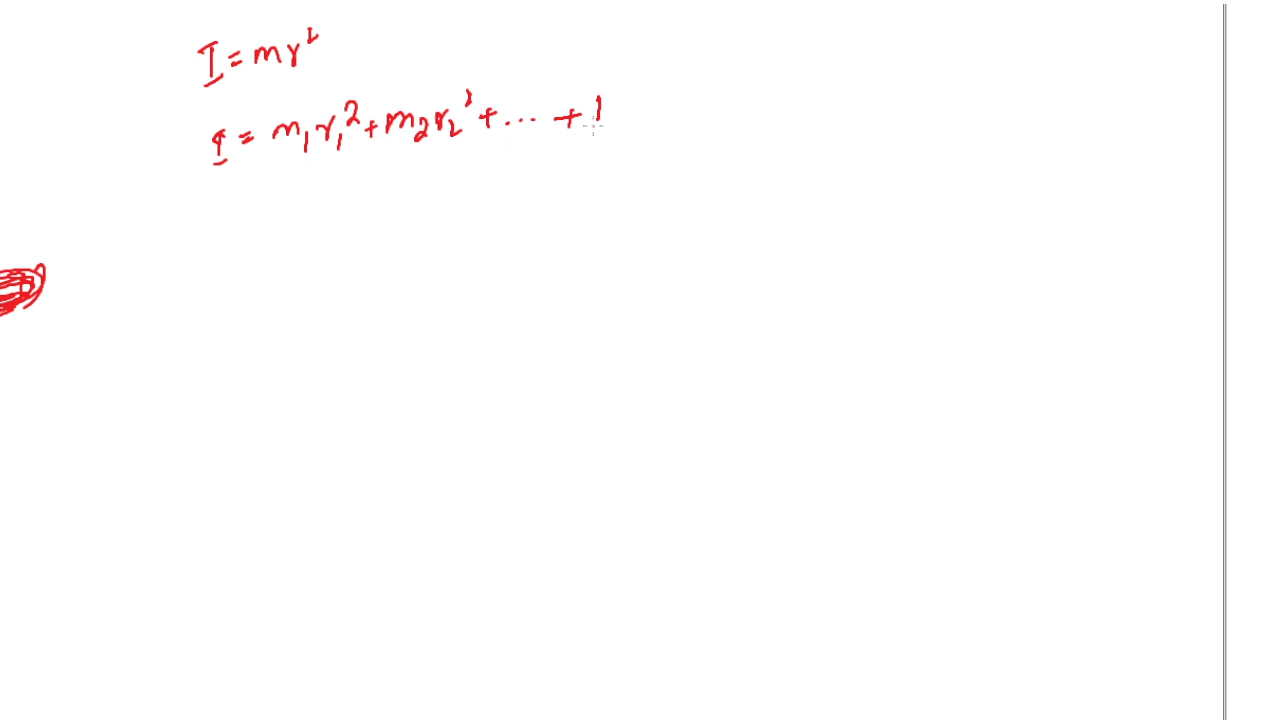 I = mr²
I = m₁r₁² + m₂r₂² + ... +